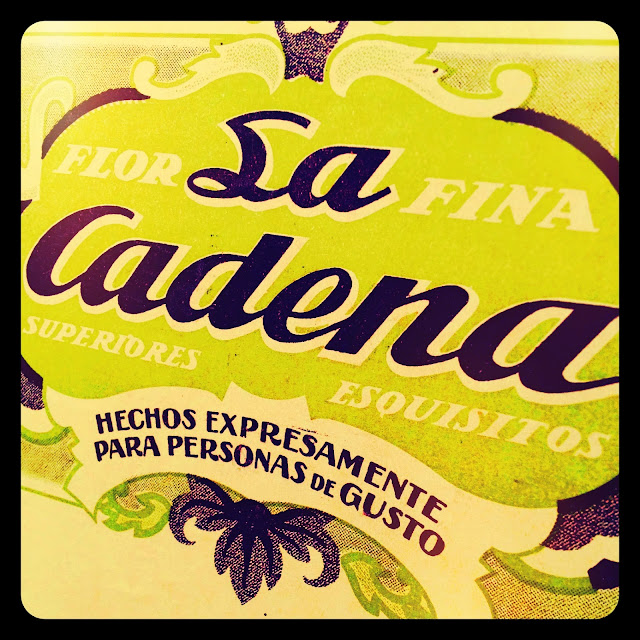 FLOR La FINA
Cadena
SUPERIORES ESQUISITOS
HECHOS EXPRESAMENTE
PARA PERSONAS DE GUSTO